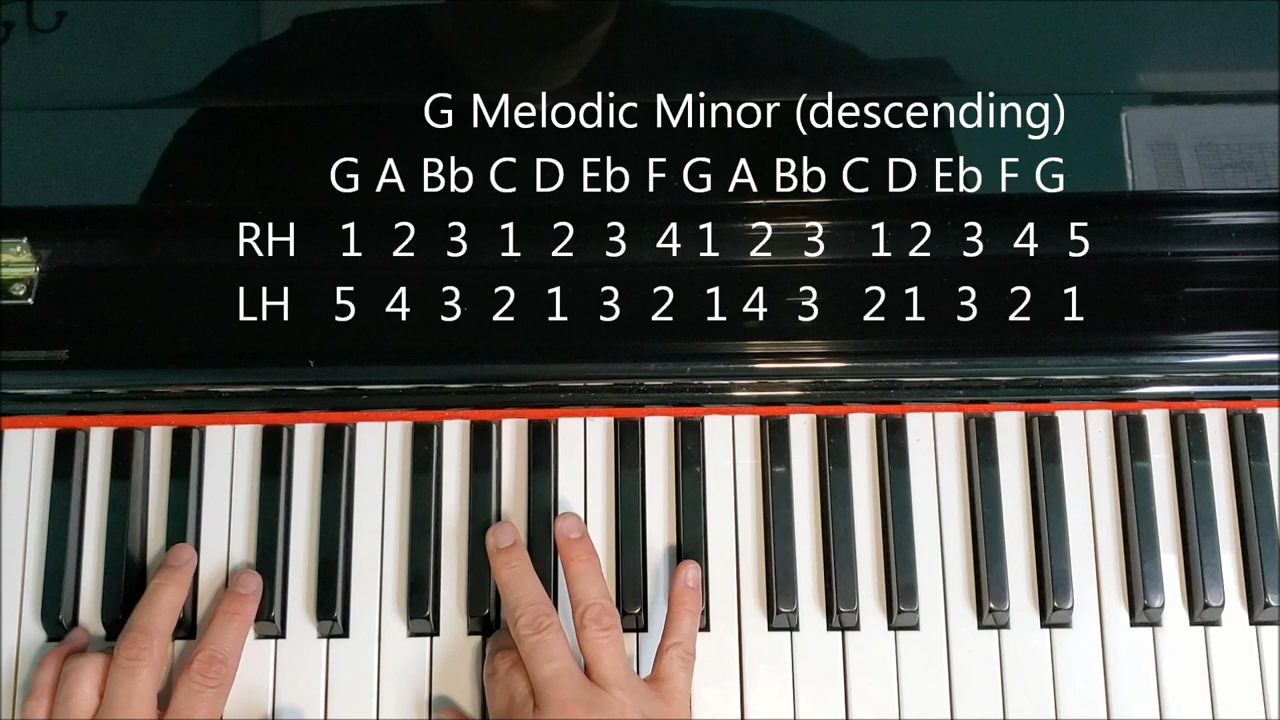 G Melodic Minor (descending)
G A Bb C D Eb F G A Bb C D Eb F G
RH 1 2 3 1 2 3 4 1 2 3 1 2 3 4 5
LH 5 4 3 2 1 3 2 1 4 3 2 1 3 2 1